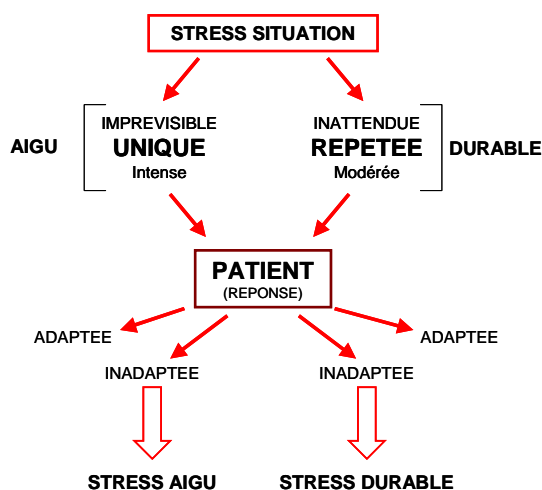 STRESS SITUATION
IMPREVISIBLE
UNIQUE
Intense
AIGU
INATTENDUE
REPETEE
Modérée
DURABLE
PATIENT
(REPONSE)
ADAPTEE
INADAPTEE
INADAPTEE
ADAPTEE
STRESS AIGU
STRESS DURABLE